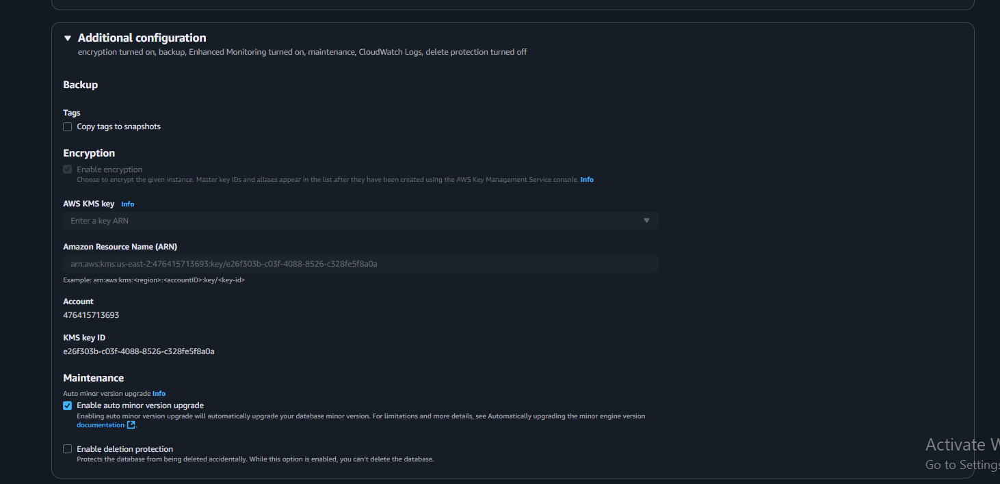 Additional configuration
encryption turned on, backup, Enhanced Monitoring turned on, maintenance, CloudWatch Logs, delete protection turned off
Backup
Tags
Copy tags to snapshots
Encryption
Enable encryption
Choose to encrypt the given instance. Master key IDs and aliases appear in the list after they have been created using the AWS Key Management Service console. Info
AWS KMS key Info
Enter a key ARN
Amazon Resource Name (ARN)
arn:aws:kms:us-east-2:476415713693:key/e26f303b-c03f-4088-8526-c328fe5f8a0a
Example: arn:aws:kms:<region>:<accountID>:key/<key-id>
Account
476415713693
KMS key ID
e26f303b-c03f-4088-8526-c328fe5f8a0a
Maintenance
Auto minor version upgrade Info
Enable auto minor version upgrade
Enabling auto minor version upgrade will automatically upgrade your database minor version. For limitations and more details, see Automatically upgrading the minor engine version
documentation.
Enable deletion protection
Protects the database from being deleted accidentally. While this option is enabled, you can't delete the database.
Activate W
Go to Settings